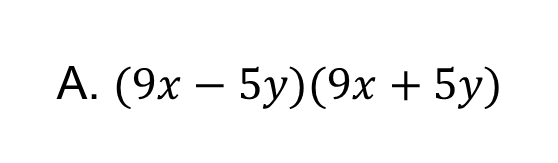 A. (9x − 5y)(9x + 5y)